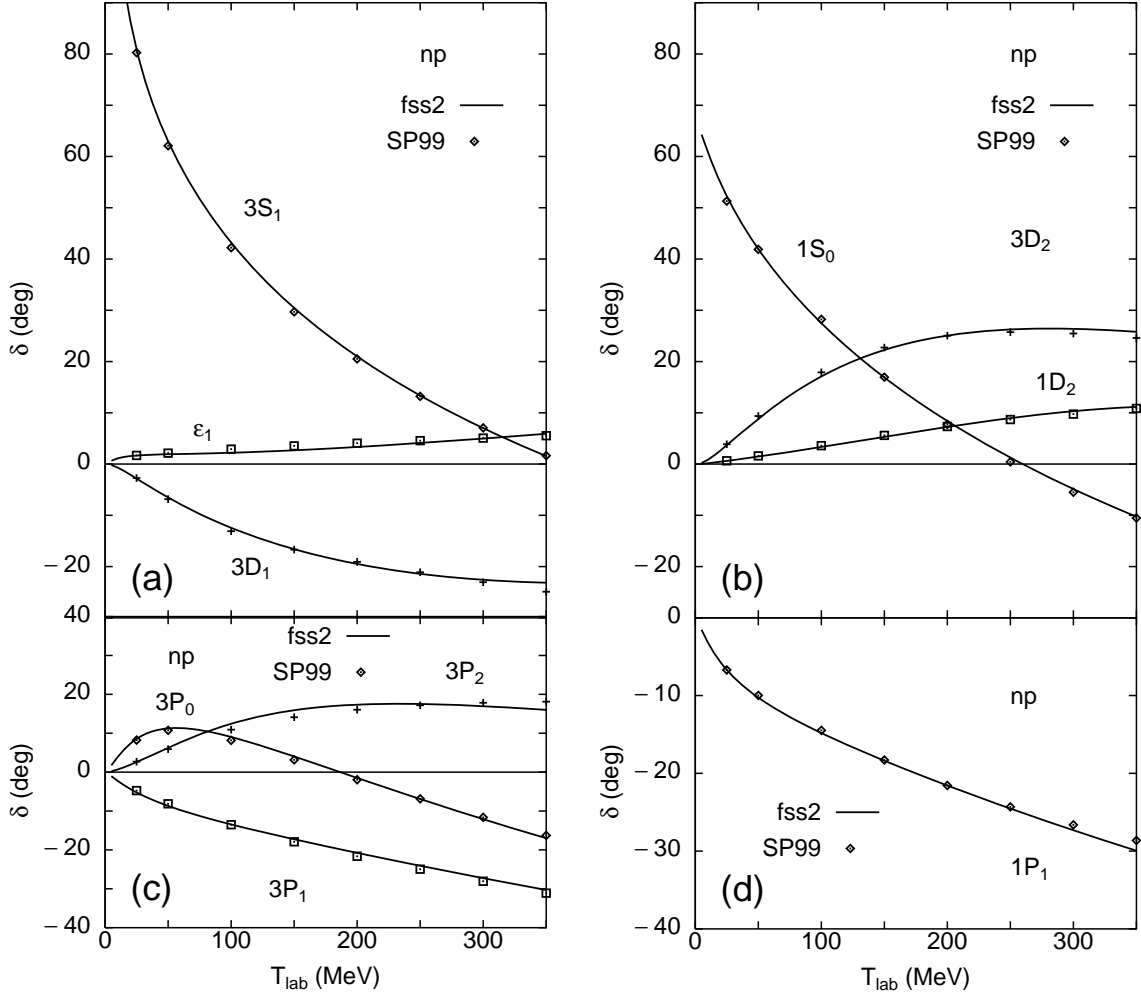 80
60
40
20
0
− 20
δ (deg)
np
fss2
SP99
3S₁
ε₁
3D₁
(a)
80
60
40
20
0
− 20
δ (deg)
np
fss2
SP99
1S₀
3D₂
1D₂
(b)
40
20
0
− 20
− 40
δ (deg)
fss2
SP99
np
3P₀
3P₂
3P₁
(c)
0 100 200 300
T_lab (MeV)
0
− 10
− 20
− 30
− 40
δ (deg)
np
fss2
SP99
1P₁
(d)
0 100 200 300
T_lab (MeV)